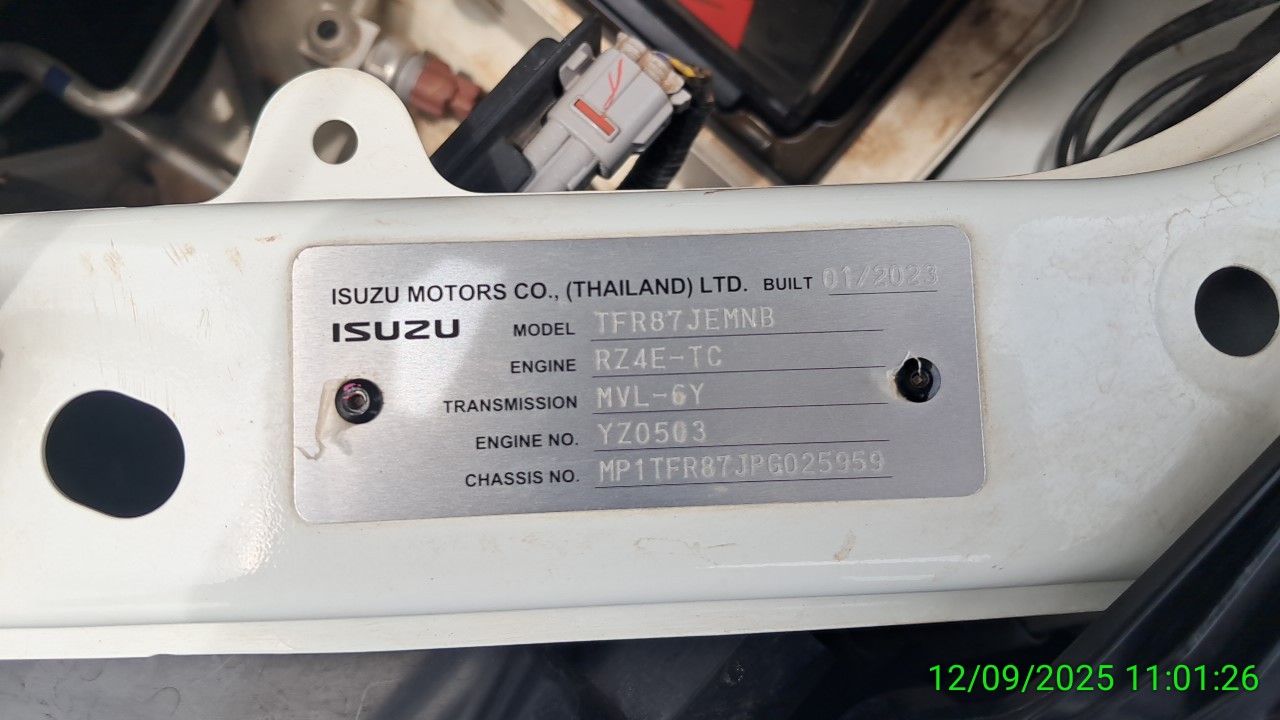 ISUZU MOTORS CO., (THAILAND) LTD. BUILT 01/2023
ISUZU MODEL TFR87JEMNB
ENGINE RZ4E-TC
TRANSMISSION MVL-6Y
ENGINE NO. YZ0503
CHASSIS NO. MP1TFR87JPG025959
12/09/2025 11:01:26